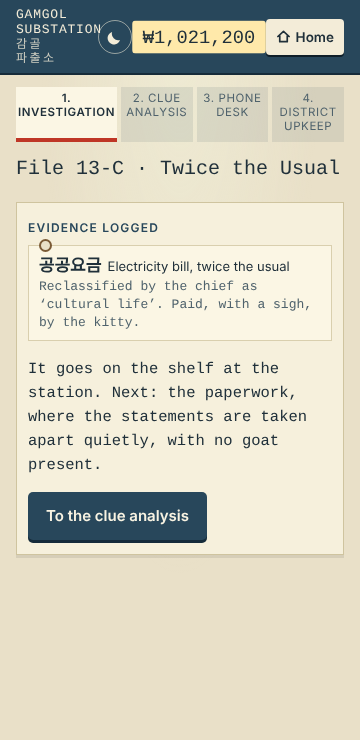 GAMGOL
SUBSTATION
감골
파출소
₩1,021,200
Home
1.
INVESTIGATION
2. CLUE
ANALYSIS
3. PHONE
DESK
4.
DISTRICT
UPKEEP
File 13-C · Twice the Usual
EVIDENCE LOGGED
공공요금 Electricity bill, twice the usual
Reclassified by the chief as
‘cultural life’. Paid, with a sigh,
by the kitty.
It goes on the shelf at the
station. Next: the paperwork,
where the statements are taken
apart quietly, with no goat
present.
To the clue analysis